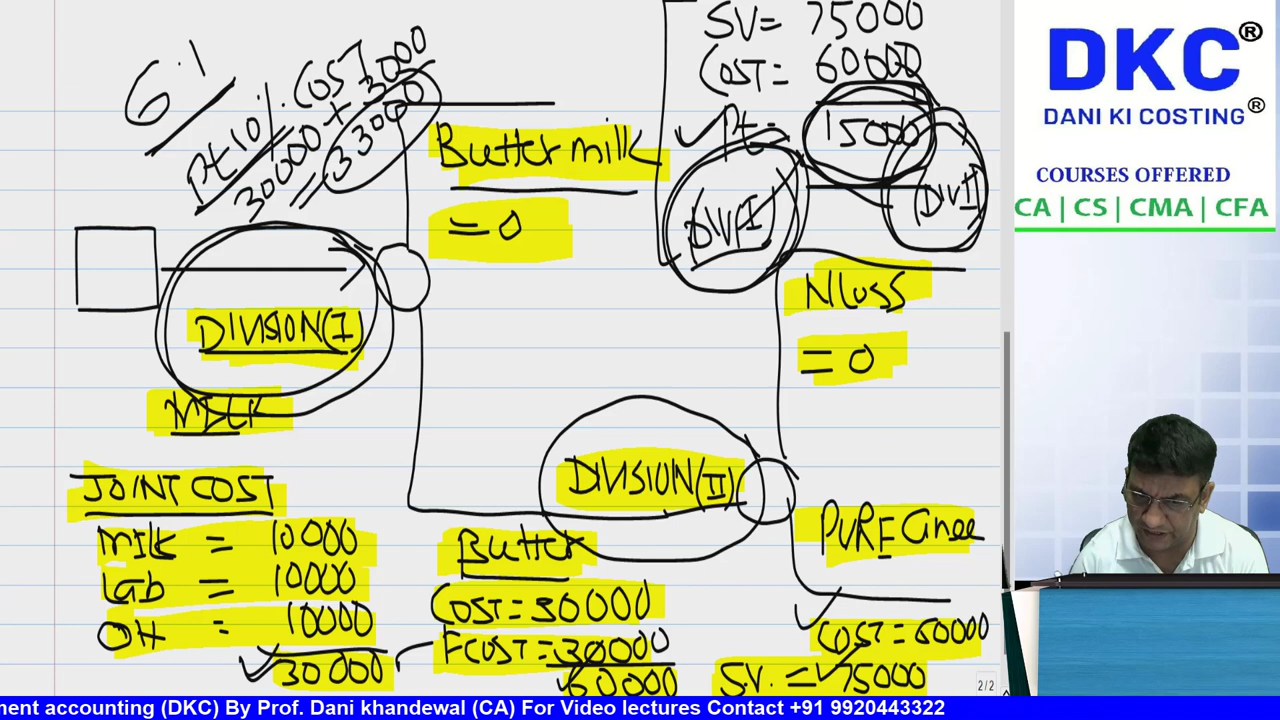 6.1
Pt 10% COST
30000 + 3000
= 33000
SV = 75000
COST = 60000
Pt = 15000
DIV I
DIV II
Butter milk
= 0
N Loss
= 0
DIVISION (I)
MILK
DIVISION (II)
PURE Ghee
COST = 60000
S.V. = 75000
JOINT COST
Milk = 10000
Lab = 10000
OH = 10000
30000
Butter
COST = 30000
FCOST = 30000
60000
2/2
DKC®
DANI KI COSTING®
COURSES OFFERED
CA | CS | CMA | CFA
ment accounting (DKC) By Prof. Dani khandewal (CA) For Video lectures Contact +91 9920443322